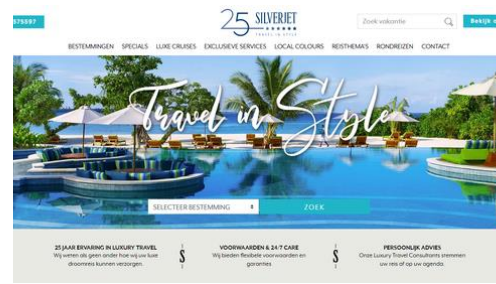 575597
25 SILVERJET
TRAVEL IN STYLE
Zoek vakantie
Bekijk
BESTEMMINGEN SPECIALS LUXE CRUISES EXCLUSIEVE SERVICES LOCAL COLOURS REISTHEMA'S RONDREIZEN CONTACT
Travel in Style
SELECTEER BESTEMMING
ZOEK
25 JAAR ERVARING IN LUXURY TRAVEL
Wij weten als geen ander hoe wij uw luxe
droomreis kunnen verzorgen.
VOORWAARDEN & 24/7 CARE
Wij bieden flexibele voorwaarden en
garanties
PERSOONLIJK ADVIES
Onze Luxury Travel Consultants stemmen
uw reis af op uw agenda.